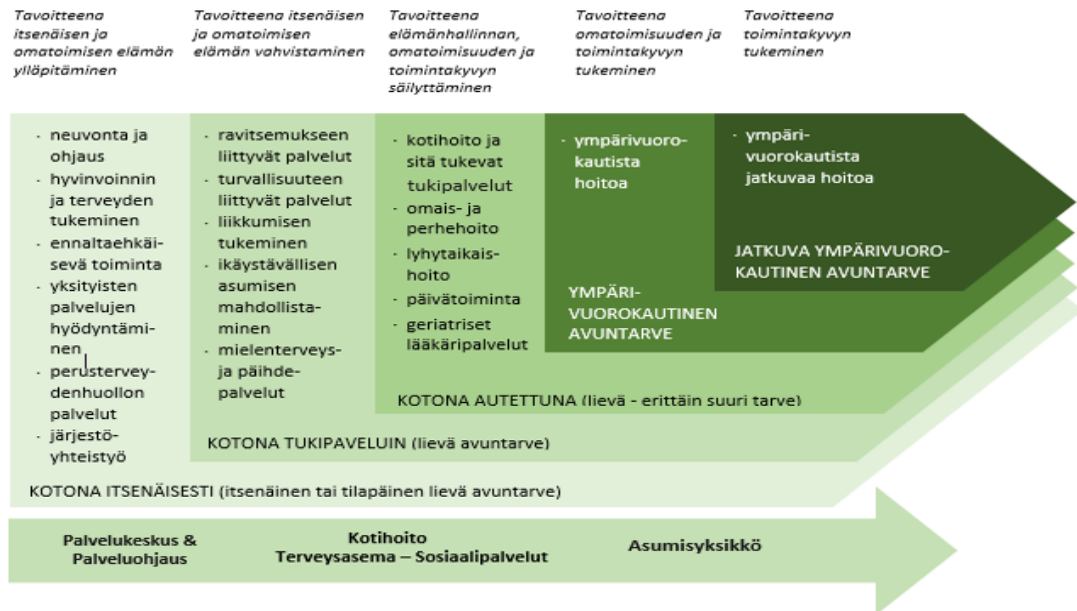 Tavoitteena
itsenäisen ja
omatoimisen elämän
ylläpitäminen
Tavoitteena itsenäisen
ja omatoimisen
elämän vahvistaminen
Tavoitteena
elämänhallinnan,
omatoimisuuden ja
toimintakyvyn
säilyttäminen
Tavoitteena
omatoimisuuden ja
toimintakyvyn
tukeminen
Tavoitteena
toimintakyvyn
tukeminen
· neuvonta ja
ohjaus
· hyvinvoinnin
ja terveyden
tukeminen
· ennaltaehkäi-
sevä toiminta
· yksityisten
palvelujen
hyödyntämi-
nen
· perustervey-
denhuollon
palvelut
· järjestö-
yhteistyö
KOTONA ITSENÄISESTI (itsenäinen tai tilapäinen lievä avuntarve)
· ravitsemukseen
liittyvät palvelut
· turvallisuuteen
liittyvät palvelut
· liikkumisen
tukeminen
· ikäystävällisen
asumisen
mahdollista-
minen
· mielenterveys-
ja päihde-
palvelut
KOTONA TUKIPAVELUIN (lievä avuntarve)
· kotihoito ja
sitä tukevat
tukipalvelut
· omais- ja
perhehoito
· lyhytaikais-
hoito
· päivätoiminta
· geriatriset
lääkäripalvelut
KOTONA AUTETTUNA (lievä - erittäin suuri tarve)
· ympärivuoro-
kautista
hoitoa
YMPÄRI-
VUOROKAUTINEN
AVUNTARVE
· ympäri-
vuorokautista
jatkuvaa hoitoa
JATKUVA YMPÄRIVUORO-
KAUTINEN AVUNTARVE
Palvelukeskus &
Palveluohjaus
Kotihoito
Terveysasema – Sosiaalipalvelut
Asumisyksikkö